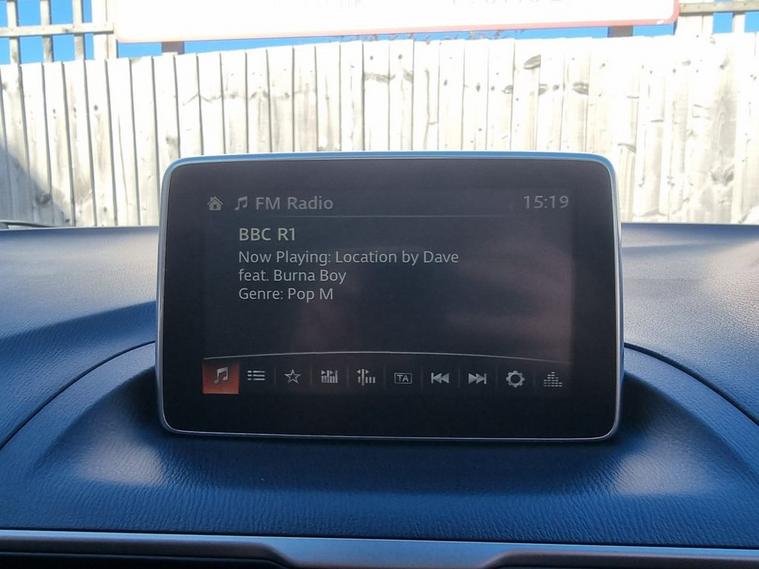 FM Radio 15:19
BBC R1
Now Playing: Location by Dave
feat. Burna Boy
Genre: Pop M
TA